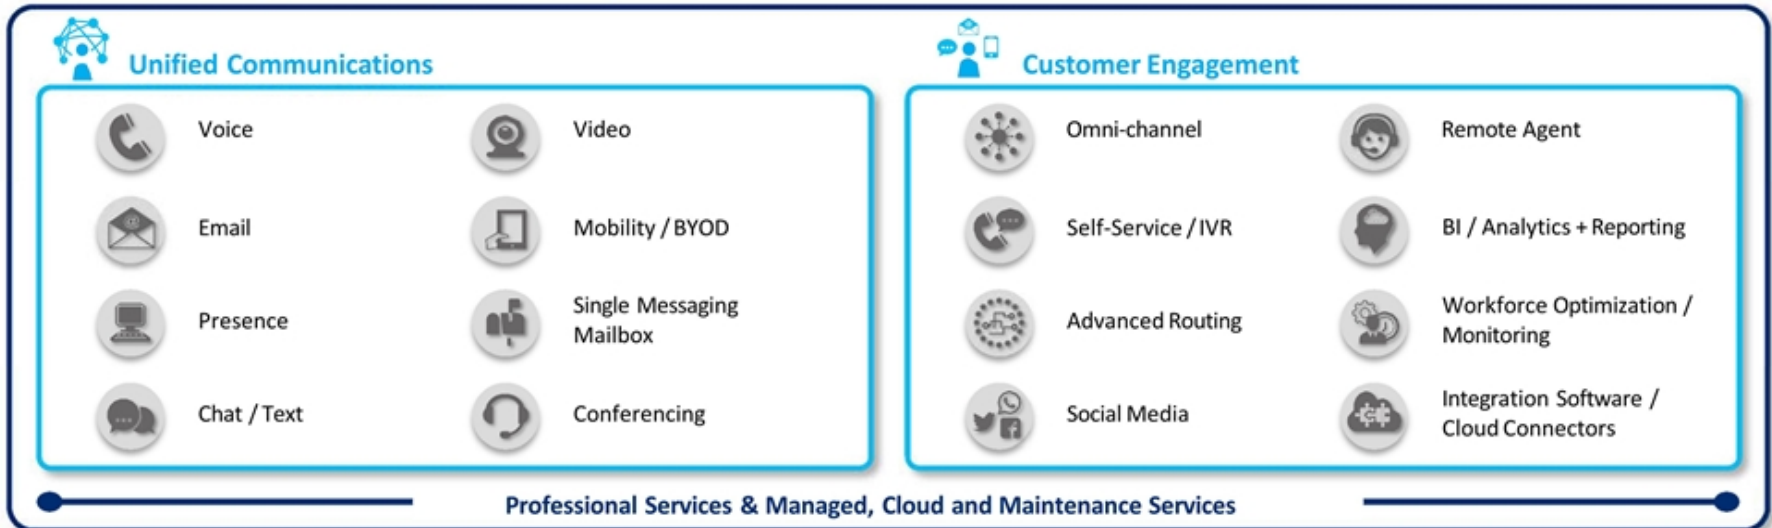 Unified Communications
Voice
Video
Email
Mobility / BYOD
Presence
Single Messaging
Mailbox
Chat / Text
Conferencing
Customer Engagement
Omni-channel
Remote Agent
Self-Service / IVR
BI / Analytics + Reporting
Advanced Routing
Workforce Optimization /
Monitoring
Social Media
Integration Software /
Cloud Connectors
Professional Services & Managed, Cloud and Maintenance Services